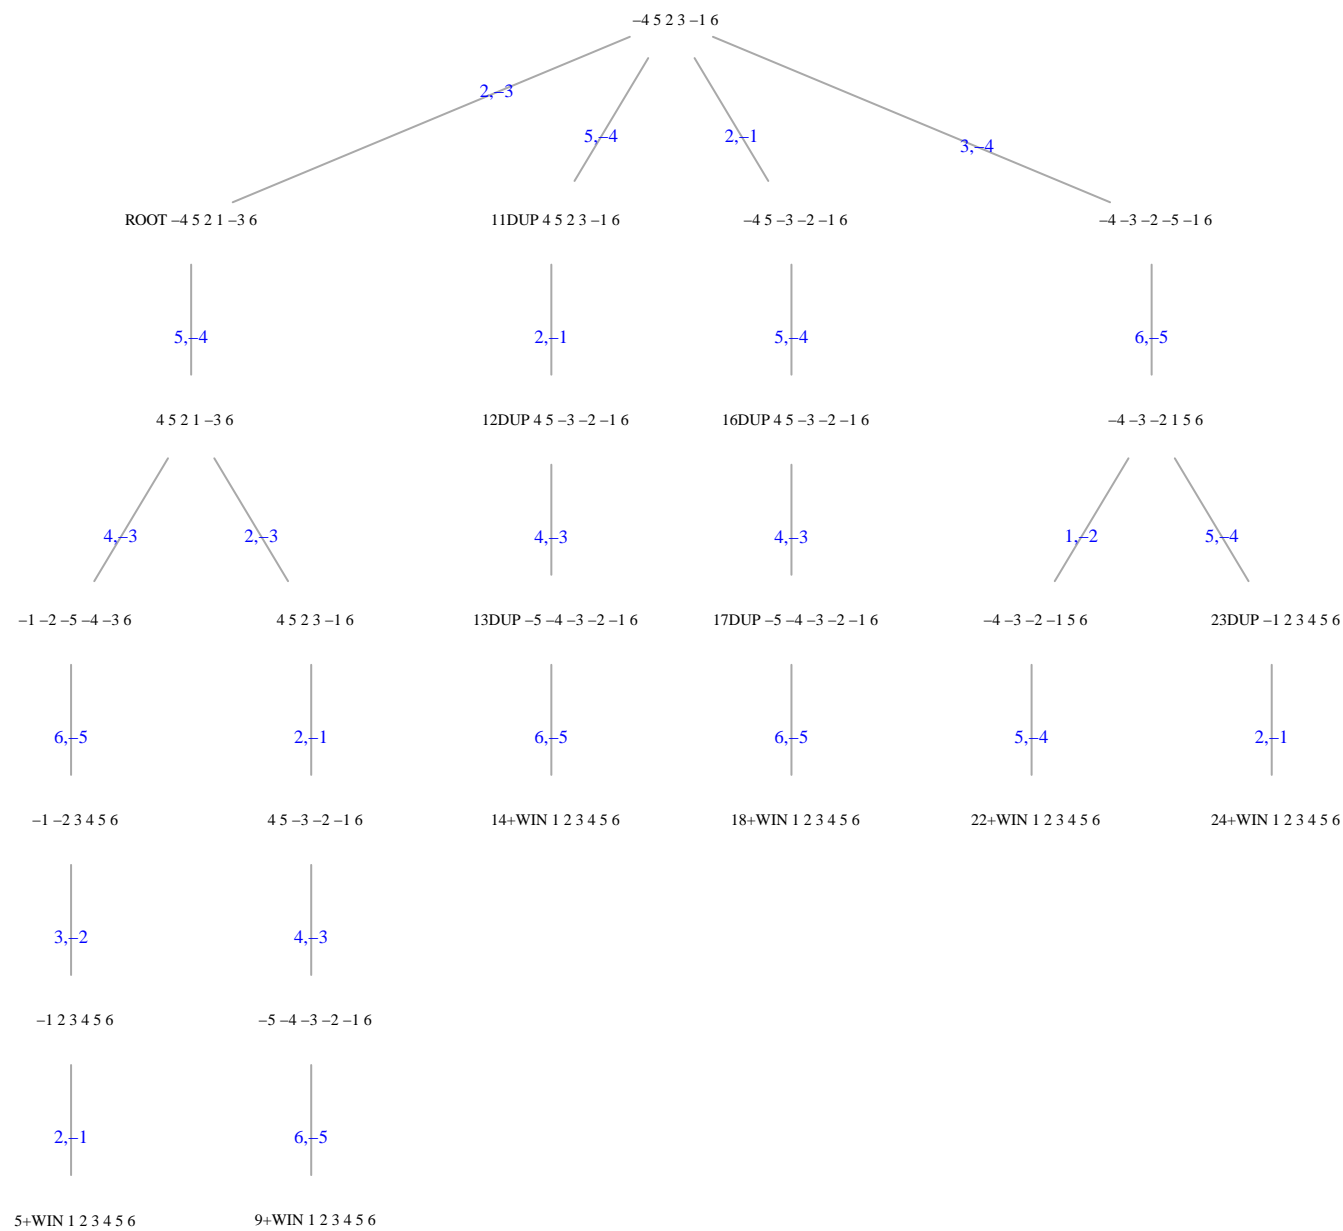 –4 5 2 3 –1 6
2,–3
5,–4
2,–1
3,–4
ROOT –4 5 2 1 –3 6
11DUP 4 5 2 3 –1 6
–4 5 –3 –2 –1 6
–4 –3 –2 –5 –1 6
5,–4
2,–1
5,–4
6,–5
4 5 2 1 –3 6
12DUP 4 5 –3 –2 –1 6
16DUP 4 5 –3 –2 –1 6
–4 –3 –2 1 5 6
4,–3
2,–3
4,–3
4,–3
1,–2
5,–4
–1 –2 –5 –4 –3 6
4 5 2 3 –1 6
13DUP –5 –4 –3 –2 –1 6
17DUP –5 –4 –3 –2 –1 6
–4 –3 –2 –1 5 6
23DUP –1 2 3 4 5 6
6,–5
2,–1
6,–5
6,–5
5,–4
2,–1
–1 –2 3 4 5 6
4 5 –3 –2 –1 6
14+WIN 1 2 3 4 5 6
18+WIN 1 2 3 4 5 6
22+WIN 1 2 3 4 5 6
24+WIN 1 2 3 4 5 6
3,–2
4,–3
–1 2 3 4 5 6
–5 –4 –3 –2 –1 6
2,–1
6,–5
5+WIN 1 2 3 4 5 6
9+WIN 1 2 3 4 5 6